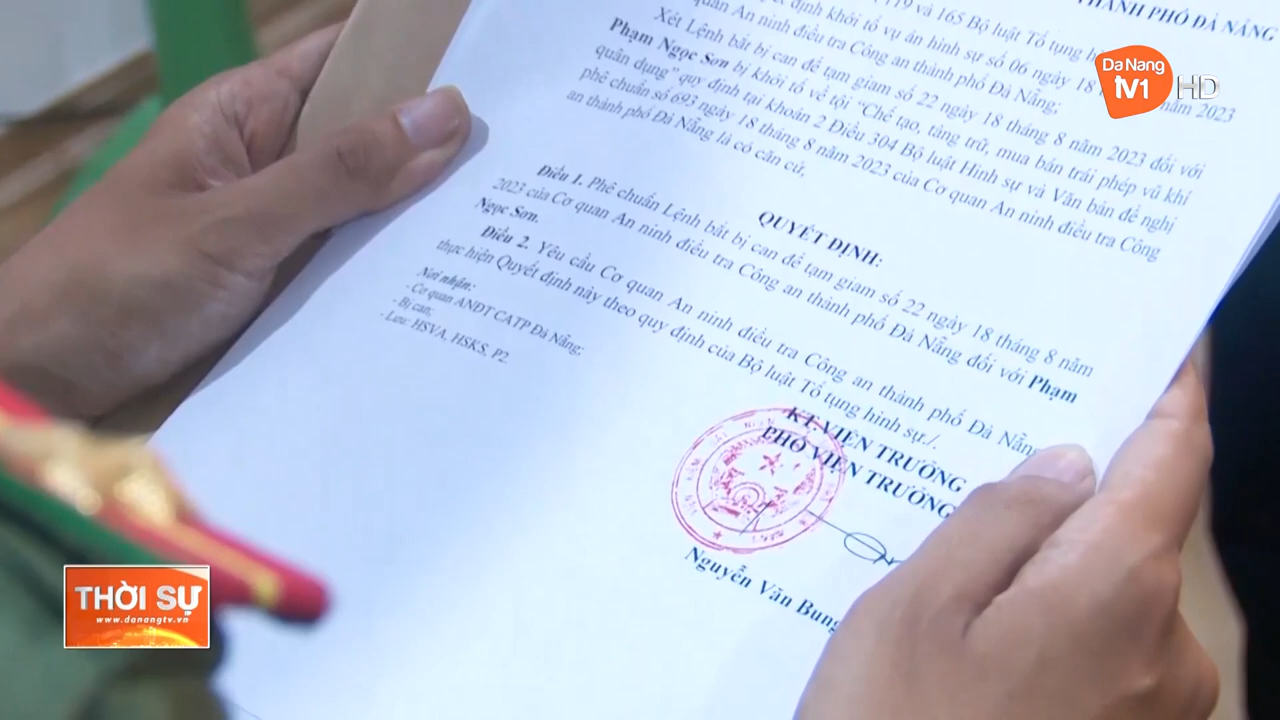 THÀNH PHỐ ĐÀ NẴNG
119 và 165 Bộ luật Tố tụng
định khởi tố vụ án hình sự số 06 ngày 18 năm 2023
quan An ninh điều tra Công an thành phố Đà Nẵng;
Xét Lệnh bắt bị can để tạm giam số 22 ngày 18 tháng 8 năm 2023 đối với
Phạm Ngọc Sơn bị khởi tố về tội "Chế tạo, tàng trữ, mua bán trái phép vũ khí
quân dụng" quy định tại khoản 2 Điều 304 Bộ luật Hình sự và Văn bản đề nghị
phê chuẩn số 693 ngày 18 tháng 8 năm 2023 của Cơ quan An ninh điều tra Công
an thành phố Đà Nẵng là có căn cứ,
QUYẾT ĐỊNH:
Điều 1. Phê chuẩn Lệnh bắt bị can để tạm giam số 22 ngày 18 tháng 8 năm
2023 của Cơ quan An ninh điều tra Công an thành phố Đà Nẵng đối với Phạm
Ngọc Sơn.
Điều 2. Yêu cầu Cơ quan An ninh điều tra Công an thành phố Đà Nẵng
thực hiện Quyết định này theo quy định của Bộ luật Tố tụng hình sự./.
Nơi nhận:
- Cơ quan ANĐT CATP Đà Nẵng;
- Bị can;
- Lưu: HSVA, HSKS, P2.
KT. VIỆN TRƯỞNG
PHÓ VIỆN TRƯỞNG
Nguyễn Văn Bung
Da Nang
TV1 HD
THỜI SỰ
www.danangtv.vn